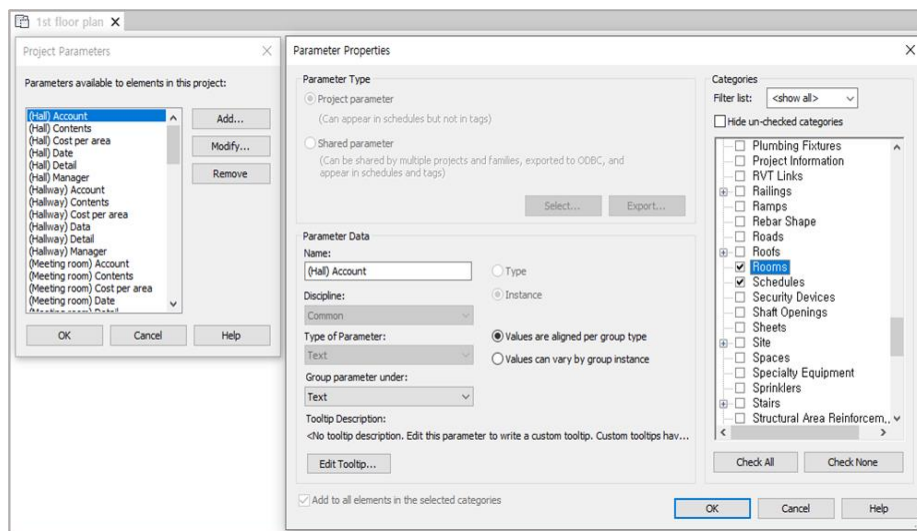 1st floor plan
Project Parameters
Parameters available to elements in this project:
(Hall) Account
(Hall) Contents
(Hall) Cost per area
(Hall) Date
(Hall) Detail
(Hall) Manager
(Hallway) Account
(Hallway) Contents
(Hallway) Cost per area
(Hallway) Data
(Hallway) Detail
(Hallway) Manager
(Meeting room) Account
(Meeting room) Contents
(Meeting room) Cost per area
(Meeting room) Date
(Meeting room) Detail
Add...
Modify...
Remove
OK Cancel Help
Parameter Properties
Parameter Type
Project parameter
(Can appear in schedules but not in tags)
Shared parameter
(Can be shared by multiple projects and families, exported to ODBC, and
appear in schedules and tags)
Select... Export...
Parameter Data
Name:
(Hall) Account
Type
Discipline:
Instance
Common
Type of Parameter:
Values are aligned per group type
Text
Values can vary by group instance
Group parameter under:
Text
Tooltip Description:
<No tooltip description. Edit this parameter to write a custom tooltip. Custom tooltips hav...
Edit Tooltip...
Add to all elements in the selected categories
Categories
Filter list: <show all>
Hide un-checked categories
Plumbing Fixtures
Project Information
RVT Links
Railings
Ramps
Rebar Shape
Roads
Roofs
Rooms
Schedules
Security Devices
Shaft Openings
Sheets
Site
Spaces
Specialty Equipment
Sprinklers
Stairs
Structural Area Reinforcem...
Check All Check None
OK Cancel Help